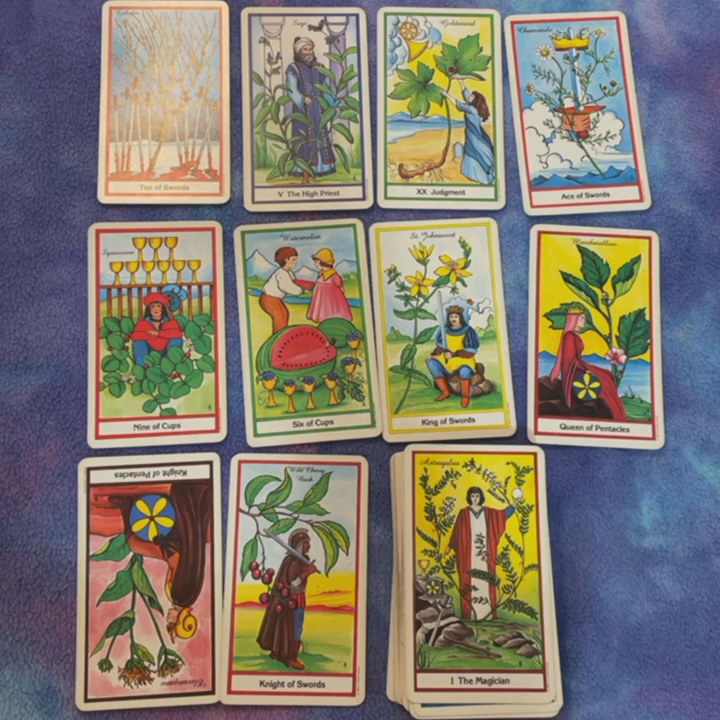 Ten of Swords
Sage
V The High Priest
Goldenseal
XX Judgment
Chamomile
Ace of Swords
Nine of Cups
Watermelon
Six of Cups
St. Johnswort
King of Swords
Marshmallow
Queen of Pentacles
Knight of Pentacles
Elecampane
Wild Cherry
Bark
Knight of Swords
Astragalus
I The Magician